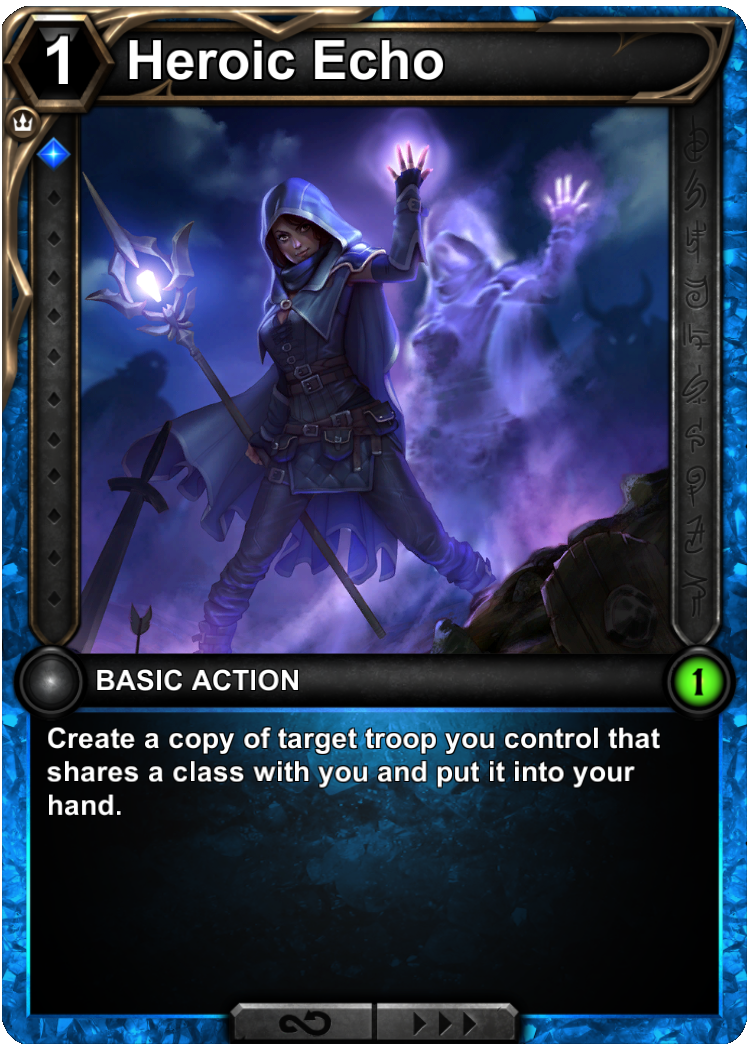 1
Heroic Echo
BASIC ACTION
1
Create a copy of target troop you control that
shares a class with you and put it into your
hand.